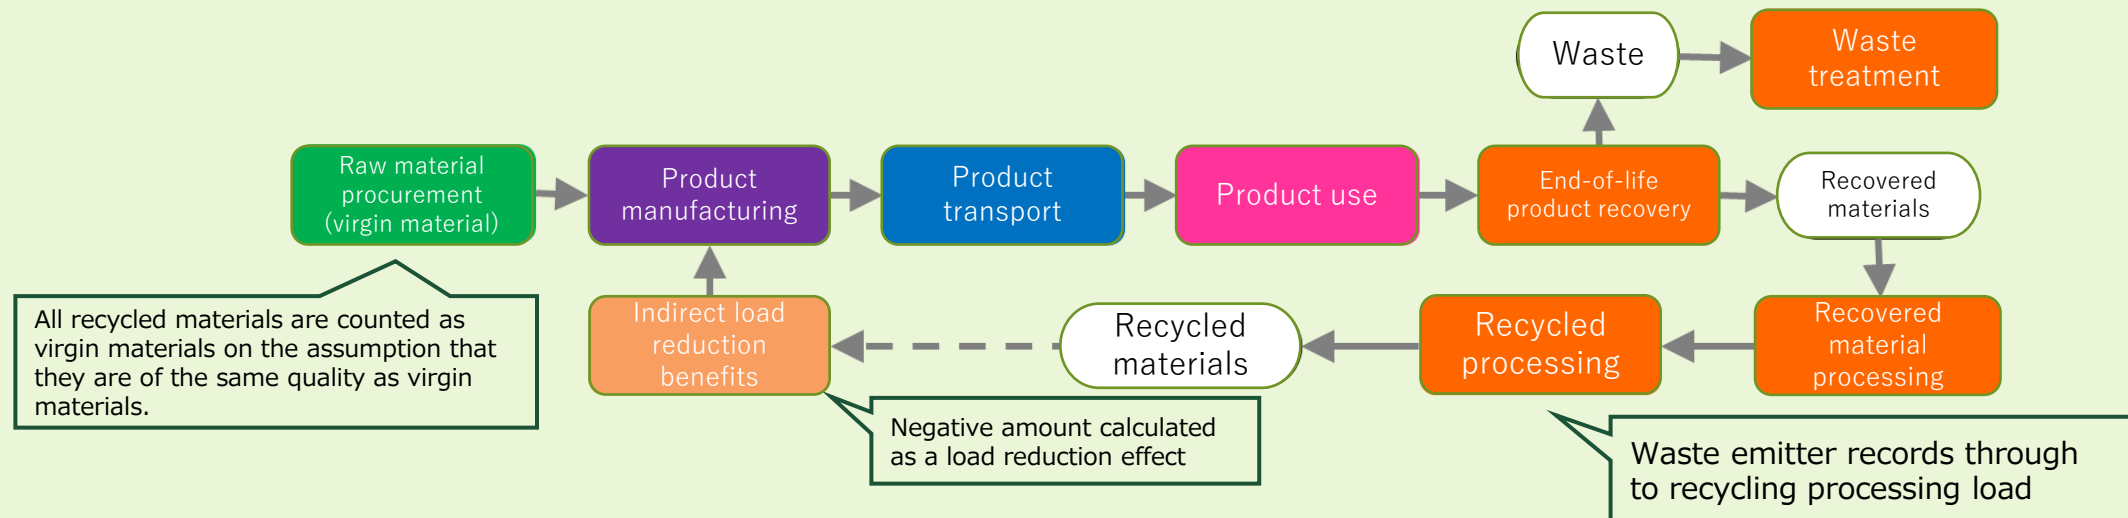 Waste
Waste
treatment
Raw material
procurement
(virgin material)
Product
manufacturing
Product
transport
Product use
End-of-life
product recovery
Recovered
materials
Indirect load
reduction
benefits
Recycled
materials
Recycled
processing
Recovered
material
processing
All recycled materials are counted as
virgin materials on the assumption that
they are of the same quality as virgin
materials.
Negative amount calculated
as a load reduction effect
Waste emitter records through
to recycling processing load